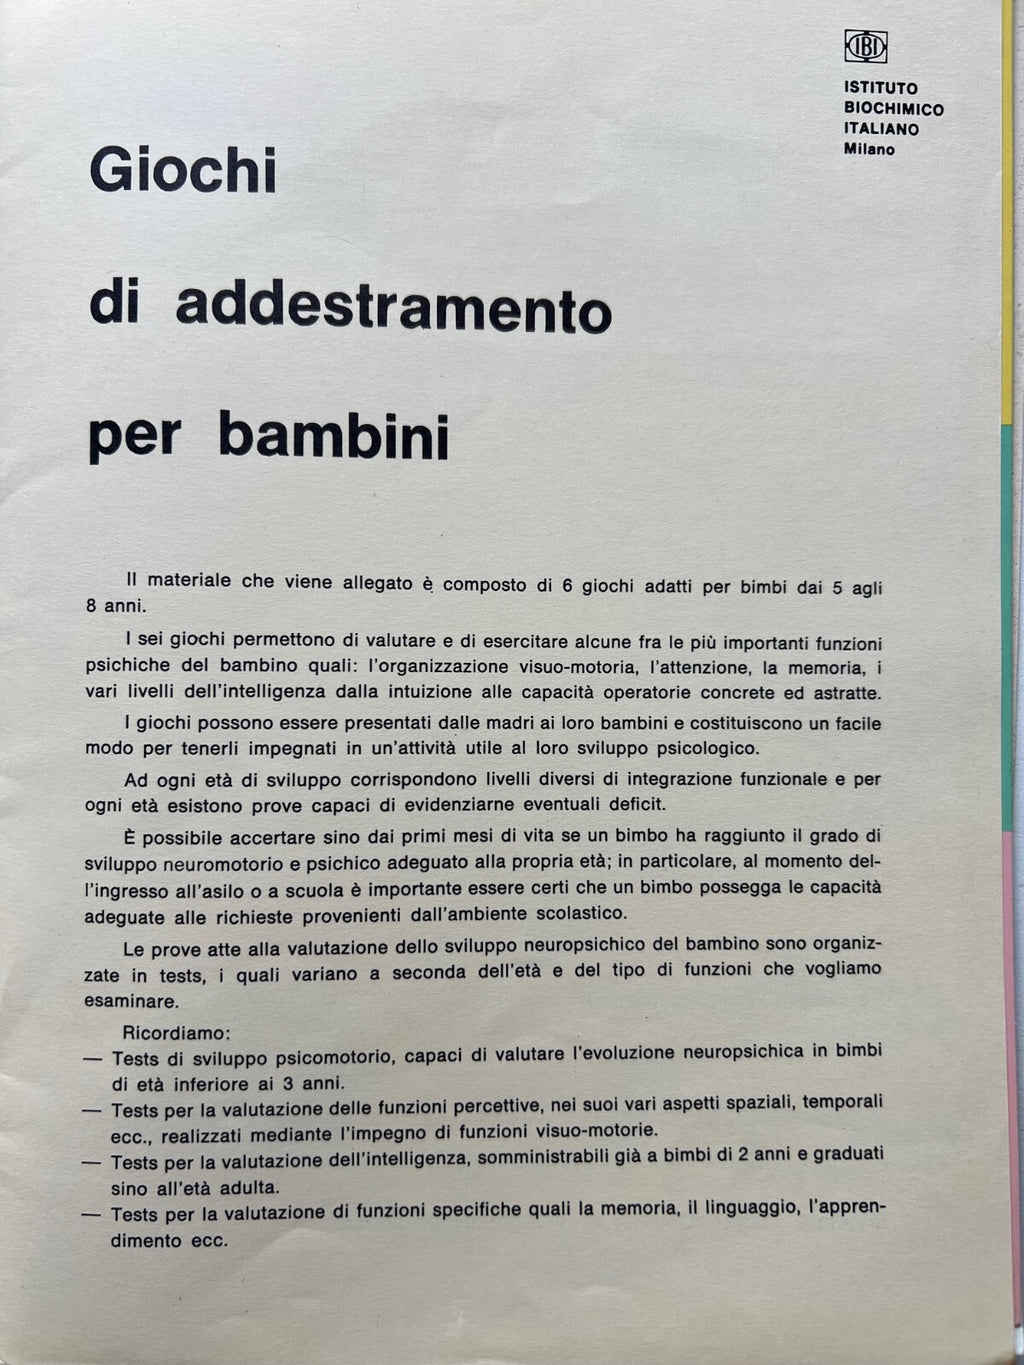 IBI
ISTITUTO
BIOCHIMICO
ITALIANO
Milano
Giochi
di addestramento
per bambini
Il materiale che viene allegato è composto di 6 giochi adatti per bimbi dai 5 agli
8 anni.
I sei giochi permettono di valutare e di esercitare alcune fra le più importanti funzioni
psichiche del bambino quali: l'organizzazione visuo-motoria, l'attenzione, la memoria, i
vari livelli dell'intelligenza dalla intuizione alle capacità operatorie concrete ed astratte.
I giochi possono essere presentati dalle madri ai loro bambini e costituiscono un facile
modo per tenerli impegnati in un'attività utile al loro sviluppo psicologico.
Ad ogni età di sviluppo corrispondono livelli diversi di integrazione funzionale e per
ogni età esistono prove capaci di evidenziarne eventuali deficit.
È possibile accertare sino dai primi mesi di vita se un bimbo ha raggiunto il grado di
sviluppo neuromotorio e psichico adeguato alla propria età; in particolare, al momento del-
l'ingresso all'asilo o a scuola è importante essere certi che un bimbo possegga le capacità
adeguate alle richieste provenienti dall'ambiente scolastico.
Le prove atte alla valutazione dello sviluppo neuropsichico del bambino sono organiz-
zate in tests, i quali variano a seconda dell'età e del tipo di funzioni che vogliamo
esaminare.
Ricordiamo:
— Tests di sviluppo psicomotorio, capaci di valutare l'evoluzione neuropsichica in bimbi
di età inferiore ai 3 anni.
— Tests per la valutazione delle funzioni percettive, nei suoi vari aspetti spaziali, temporali
ecc., realizzati mediante l'impegno di funzioni visuo-motorie.
— Tests per la valutazione dell'intelligenza, somministrabili già a bimbi di 2 anni e graduati
sino all'età adulta.
— Tests per la valutazione di funzioni specifiche quali la memoria, il linguaggio, l'appren-
dimento ecc.